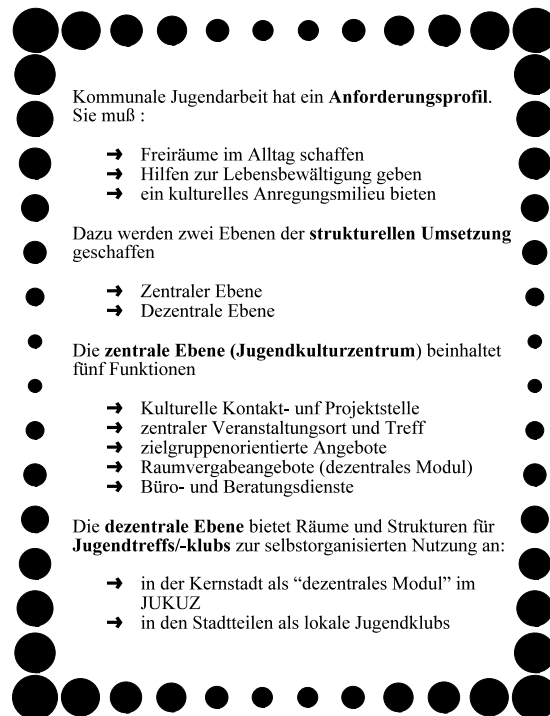 Kommunale Jugendarbeit hat ein Anforderungsprofil.
Sie muß :
➜ Freiräume im Alltag schaffen
➜ Hilfen zur Lebensbewältigung geben
➜ ein kulturelles Anregungsmilieu bieten
Dazu werden zwei Ebenen der strukturellen Umsetzung
geschaffen
➜ Zentraler Ebene
➜ Dezentrale Ebene
Die zentrale Ebene (Jugendkulturzentrum) beinhaltet
fünf Funktionen
➜ Kulturelle Kontakt- unf Projektstelle
➜ zentraler Veranstaltungsort und Treff
➜ zielgruppenorientierte Angebote
➜ Raumvergabeangebote (dezentrales Modul)
➜ Büro- und Beratungsdienste
Die dezentrale Ebene bietet Räume und Strukturen für
Jugendtreffs/-klubs zur selbstorganisierten Nutzung an:
➜ in der Kernstadt als “dezentrales Modul” im
JUKUZ
➜ in den Stadtteilen als lokale Jugendklubs